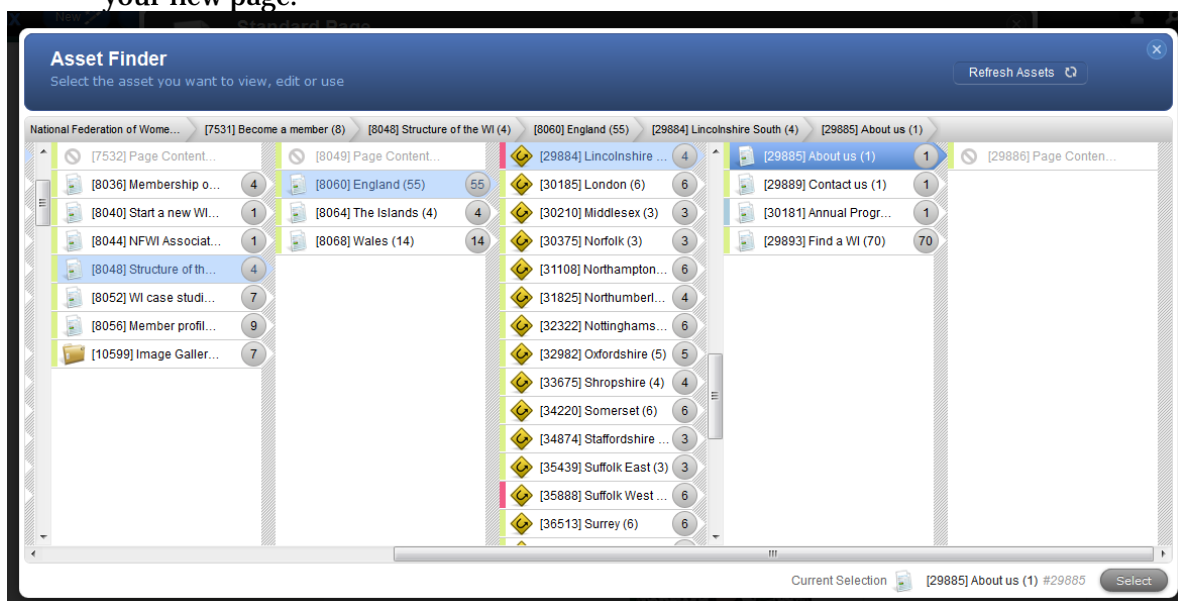 your new page.
New
Standard Page
Asset Finder
Select the asset you want to view, edit or use
Refresh Assets
National Federation of Wome... [7531] Become a member (8) [8048] Structure of the WI (4) [8060] England (55) [29884] Lincolnshire South (4) [29885] About us (1)
[7532] Page Content...
[8036] Membership o... 4
[8040] Start a new WI... 1
[8044] NFWI Associat... 1
[8048] Structure of th... 4
[8052] WI case studi... 7
[8056] Member profil... 9
[10599] Image Galler... 7
[8049] Page Content...
[8060] England (55) 55
[8064] The Islands (4) 4
[8068] Wales (14) 14
[29884] Lincolnshire ... 4
[30185] London (6) 6
[30210] Middlesex (3) 3
[30375] Norfolk (3) 3
[31108] Northampton... 6
[31825] Northumberl... 4
[32322] Nottinghams... 6
[32982] Oxfordshire (5) 5
[33675] Shropshire (4) 4
[34220] Somerset (6) 6
[34874] Staffordshire ... 3
[35439] Suffolk East (3) 3
[35888] Suffolk West ... 6
[36513] Surrey (6) 6
[29885] About us (1) 1
[29889] Contact us (1) 1
[30181] Annual Progr... 1
[29893] Find a WI (70) 70
[29886] Page Conten...
Current Selection [29885] About us (1) #29885 Select